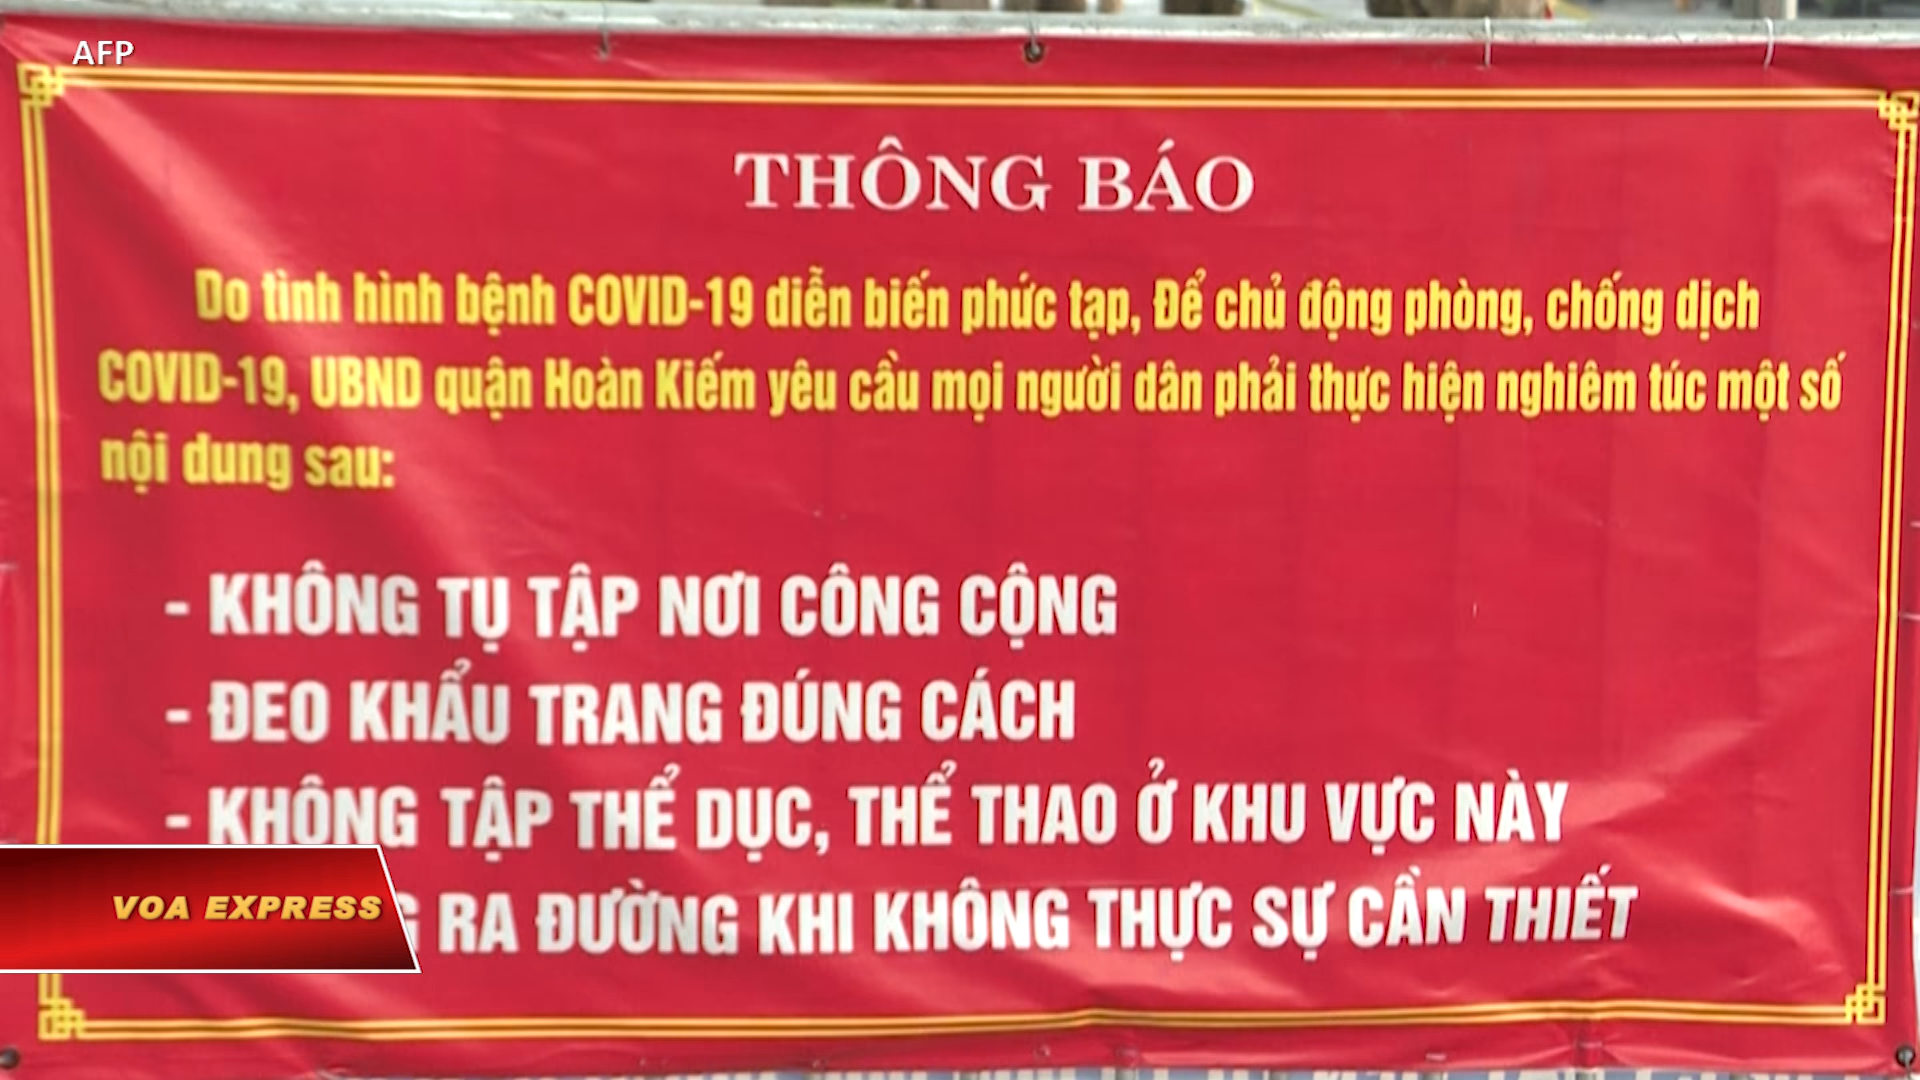 AFP
THÔNG BÁO
Do tình hình bệnh COVID-19 diễn biến phức tạp, Để chủ động phòng, chống dịch
COVID-19, UBND quận Hoàn Kiếm yêu cầu mọi người dân phải thực hiện nghiêm túc một số
nội dung sau:
- KHÔNG TỤ TẬP NƠI CÔNG CỘNG
- ĐEO KHẨU TRANG ĐÚNG CÁCH
- KHÔNG TẬP THỂ DỤC, THỂ THAO Ở KHU VỰC NÀY
RA ĐƯỜNG KHI KHÔNG THỰC SỰ CẦN THIẾT
VOA EXPRESS